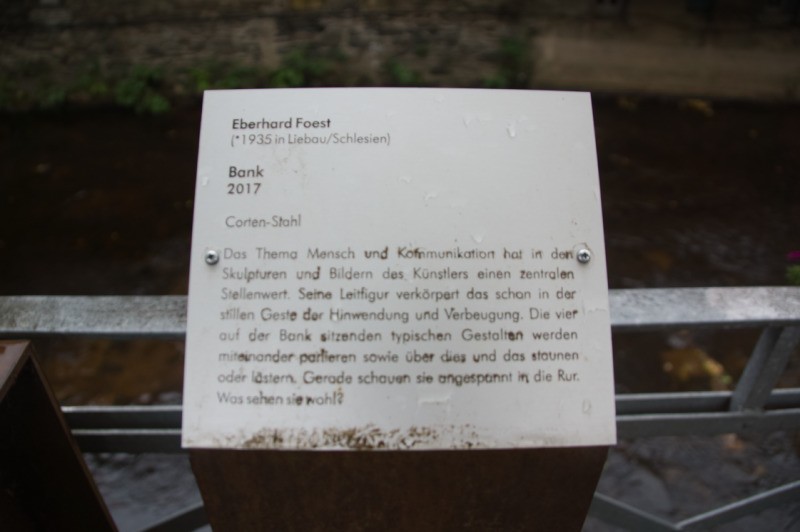 Eberhard Foest
(*1935 in Liebau/Schlesien)
Bank
2017
Corten-Stahl
Das Thema Mensch und Kommunikation hat in den
Skulpturen und Bildern des Künstlers einen zentralen
Stellenwert. Seine Leitfigur verkörpert das schon in der
stillen Geste der Hinwendung und Verbeugung. Die vier
auf der Bank sitzenden typischen Gestalten werden
miteinander parlieren sowie über dies und das staunen
oder lästern. Gerade schauen sie angespannt in die Rur.
Was sehen sie wohl?